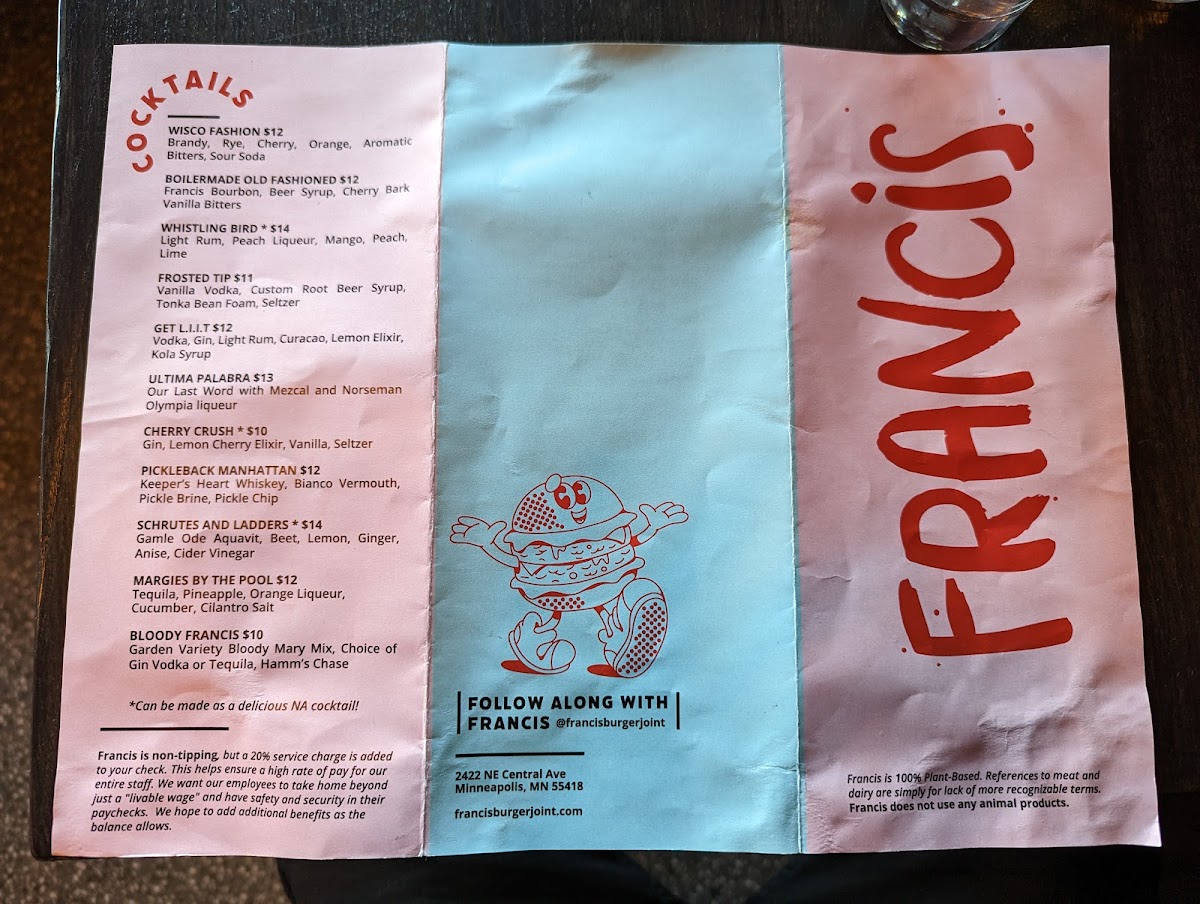 COCKTAILS
WISCO FASHION $12
Brandy, Rye, Cherry, Orange, Aromatic
Bitters, Sour Soda
BOILERMADE OLD FASHIONED $12
Francis Bourbon, Beer Syrup, Cherry Bark
Vanilla Bitters
WHISTLING BIRD * $14
Light Rum, Peach Liqueur, Mango, Peach,
Lime
FROSTED TIP $11
Vanilla Vodka, Custom Root Beer Syrup,
Tonka Bean Foam, Seltzer
GET L.I.I.T $12
Vodka, Gin, Light Rum, Curacao, Lemon Elixir,
Kola Syrup
ULTIMA PALABRA $13
Our Last Word with Mezcal and Norseman
Olympia liqueur
CHERRY CRUSH * $10
Gin, Lemon Cherry Elixir, Vanilla, Seltzer
PICKLEBACK MANHATTAN $12
Keeper's Heart Whiskey, Bianco Vermouth,
Pickle Brine, Pickle Chip
SCHRUTES AND LADDERS * $14
Gamle Ode Aquavit, Beet, Lemon, Ginger,
Anise, Cider Vinegar
MARGIES BY THE POOL $12
Tequila, Pineapple, Orange Liqueur,
Cucumber, Cilantro Salt
BLOODY FRANCIS $10
Garden Variety Bloody Mary Mix, Choice of
Gin Vodka or Tequila, Hamm's Chase
*Can be made as a delicious NA cocktail!
Francis is non-tipping, but a 20% service charge is added
to your check. This helps ensure a high rate of pay for our
entire staff. We want our employees to take home beyond
just a "livable wage" and have safety and security in their
paychecks. We hope to add additional benefits as the
balance allows.
FOLLOW ALONG WITH
FRANCIS @francisburgerjoint
2422 NE Central Ave
Minneapolis, MN 55418
francisburgerjoint.com
FRANCiS
Francis is 100% Plant-Based. References to meat and
dairy are simply for lack of more recognizable terms.
Francis does not use any animal products.